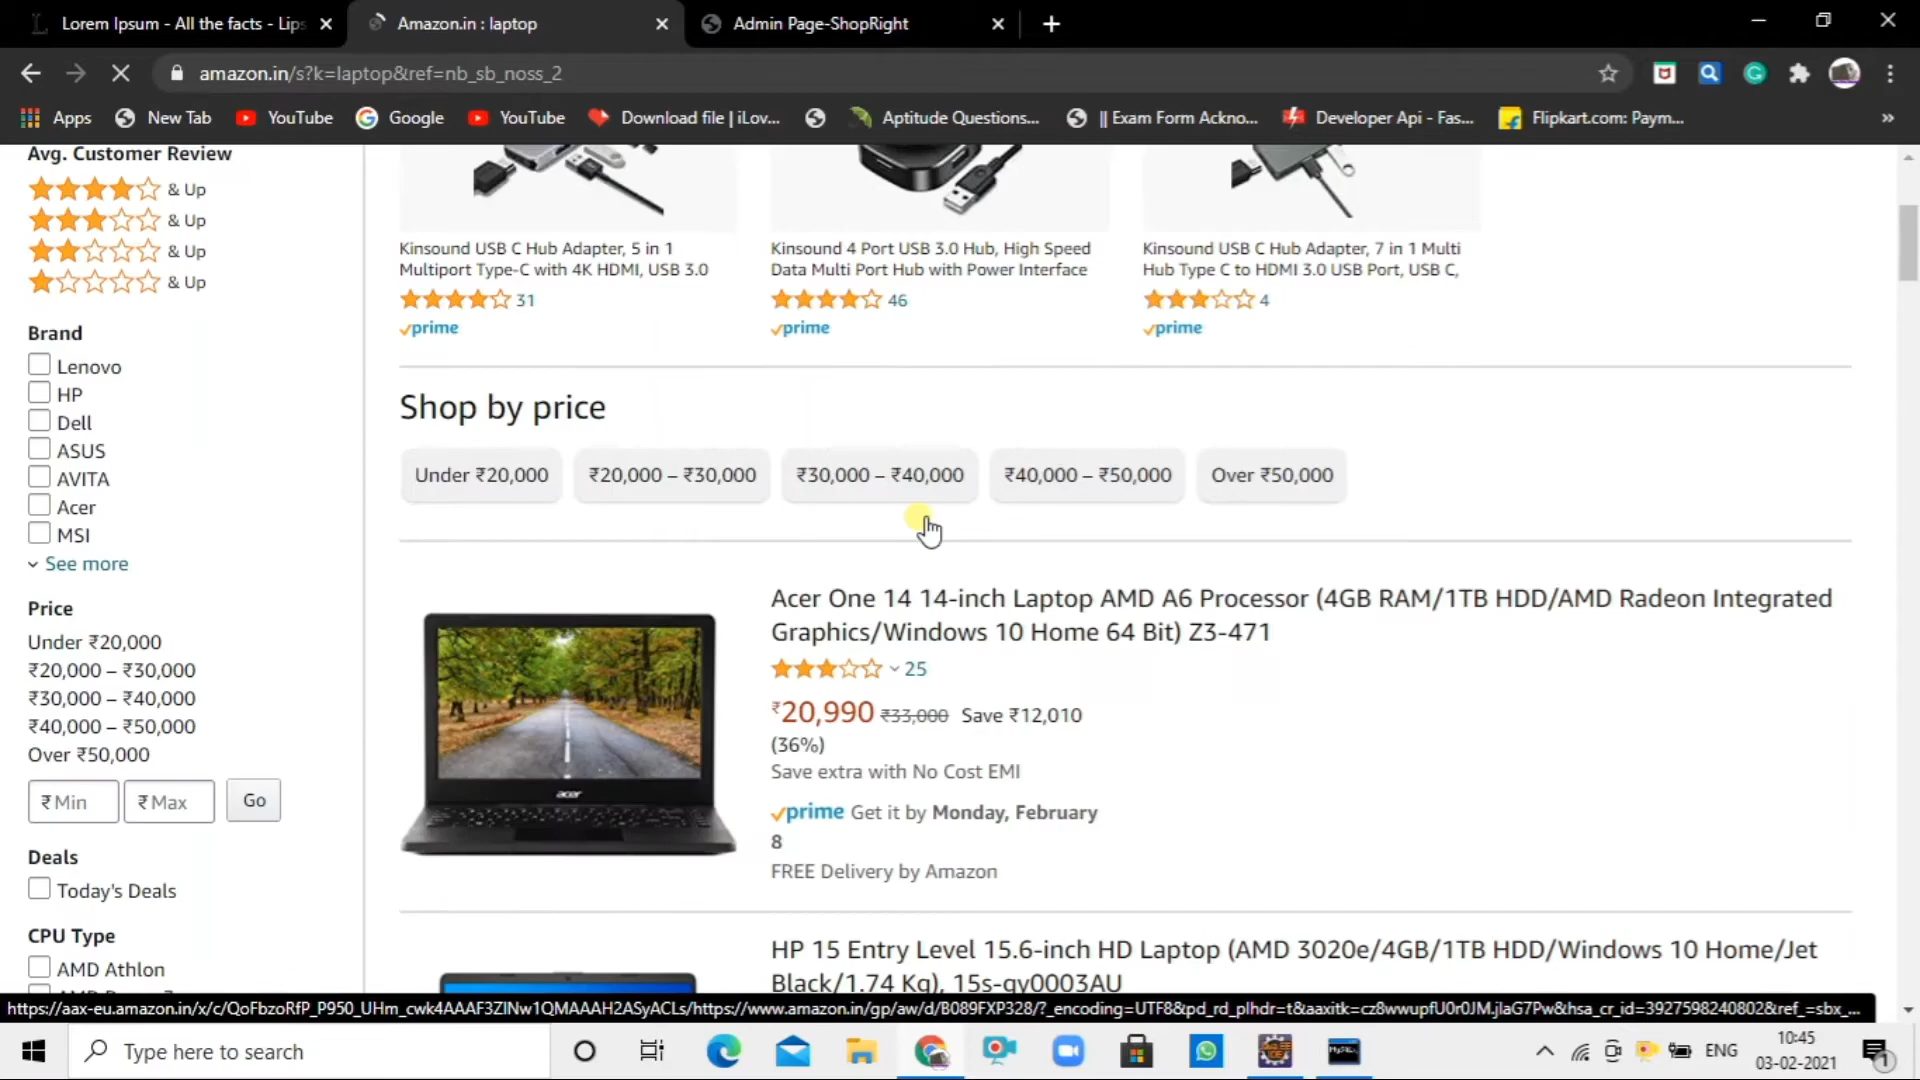 Lorem Ipsum - All the facts - Lips
Amazon.in : laptop
Admin Page-ShopRight
amazon.in/s?k=laptop&ref=nb_sb_noss_2
Apps
New Tab
YouTube
Google
YouTube
Download file | iLov...
Aptitude Questions...
|| Exam Form Ackno...
Developer Api - Fas...
Flipkart.com: Paym...
»
Avg. Customer Review
& Up
& Up
& Up
& Up
Brand
Lenovo
HP
Dell
ASUS
AVITA
Acer
MSI
See more
Price
Under ₹20,000
₹20,000 – ₹30,000
₹30,000 – ₹40,000
₹40,000 – ₹50,000
Over ₹50,000
₹ Min
₹ Max
Go
Deals
Today's Deals
CPU Type
AMD Athlon
Kinsound USB C Hub Adapter, 5 in 1
Multiport Type-C with 4K HDMI, USB 3.0
31
prime
Kinsound 4 Port USB 3.0 Hub, High Speed
Data Multi Port Hub with Power Interface
46
prime
Kinsound USB C Hub Adapter, 7 in 1 Multi
Hub Type C to HDMI 3.0 USB Port, USB C,
4
prime
Shop by price
Under ₹20,000
₹20,000 – ₹30,000
₹30,000 – ₹40,000
₹40,000 – ₹50,000
Over ₹50,000
acer
Acer One 14 14-inch Laptop AMD A6 Processor (4GB RAM/1TB HDD/AMD Radeon Integrated
Graphics/Windows 10 Home 64 Bit) Z3-471
25
₹20,990 ₹33,000 Save ₹12,010
(36%)
Save extra with No Cost EMI
prime Get it by Monday, February
8
FREE Delivery by Amazon
HP 15 Entry Level 15.6-inch HD Laptop (AMD 3020e/4GB/1TB HDD/Windows 10 Home/Jet
Black/1.74 Kg), 15s-gy0003AU
Type here to search
ENG
10:45
03-02-2021
1